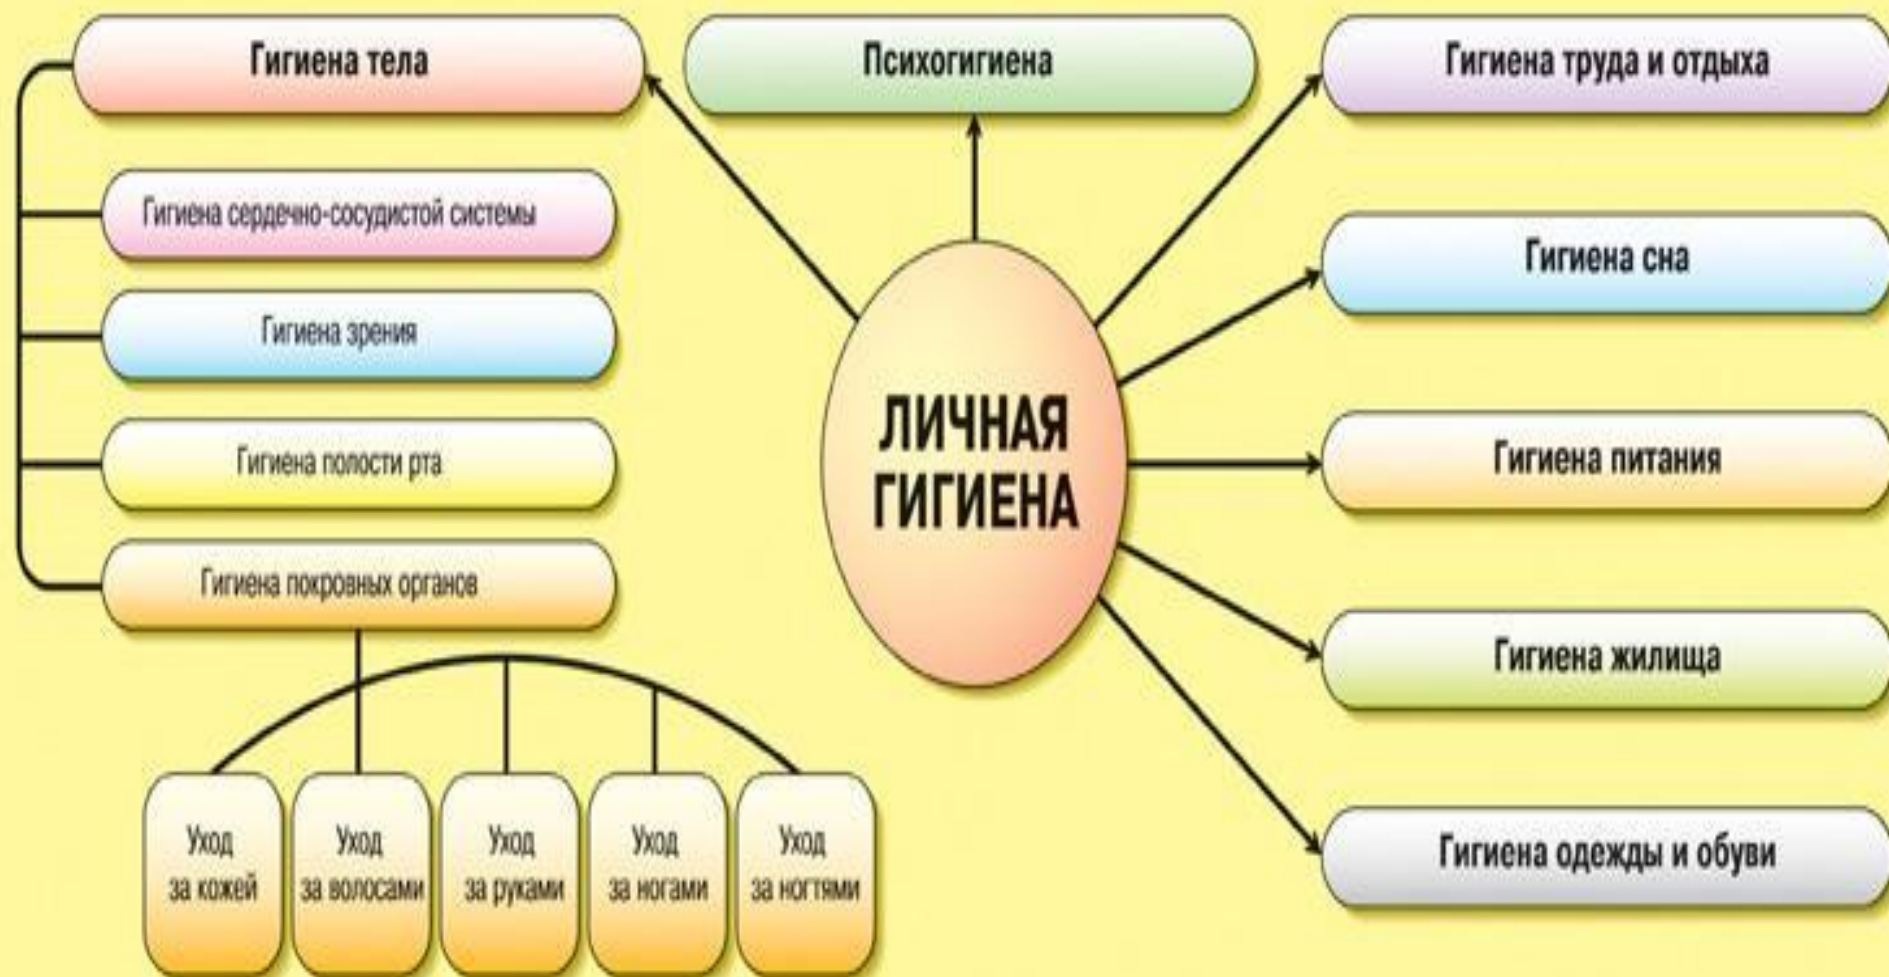 Гигиена тела
Психогигиена
Гигиена труда и отдыха
Гигиена сердечно-сосудистой системы
Гигиена сна
Гигиена зрения
ЛИЧНАЯ
ГИГИЕНА
Гигиена полости рта
Гигиена питания
Гигиена покровных органов
Гигиена жилища
Уход
за кожей
Уход
за волосами
Уход
за руками
Уход
за ногами
Уход
за ногтями
Гигиена одежды и обуви